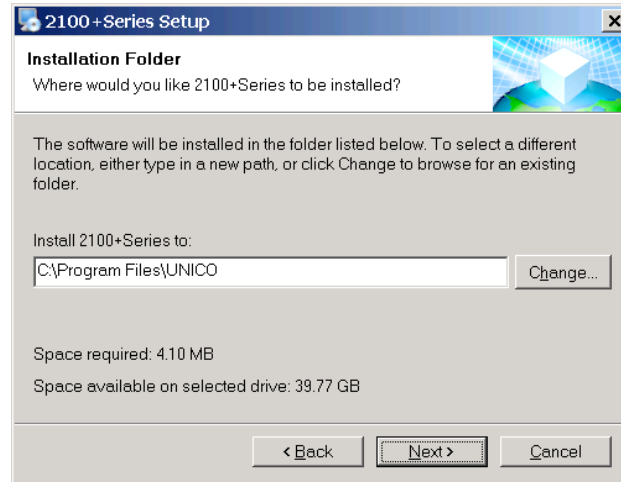 2100+Series Setup
Installation Folder
Where would you like 2100+Series to be installed?
The software will be installed in the folder listed below. To select a different
location, either type in a new path, or click Change to browse for an existing
folder.
Install 2100+Series to:
C:\Program Files\UNICO
Change...
Space required: 4.10 MB
Space available on selected drive: 39.77 GB
< Back
Next >
Cancel